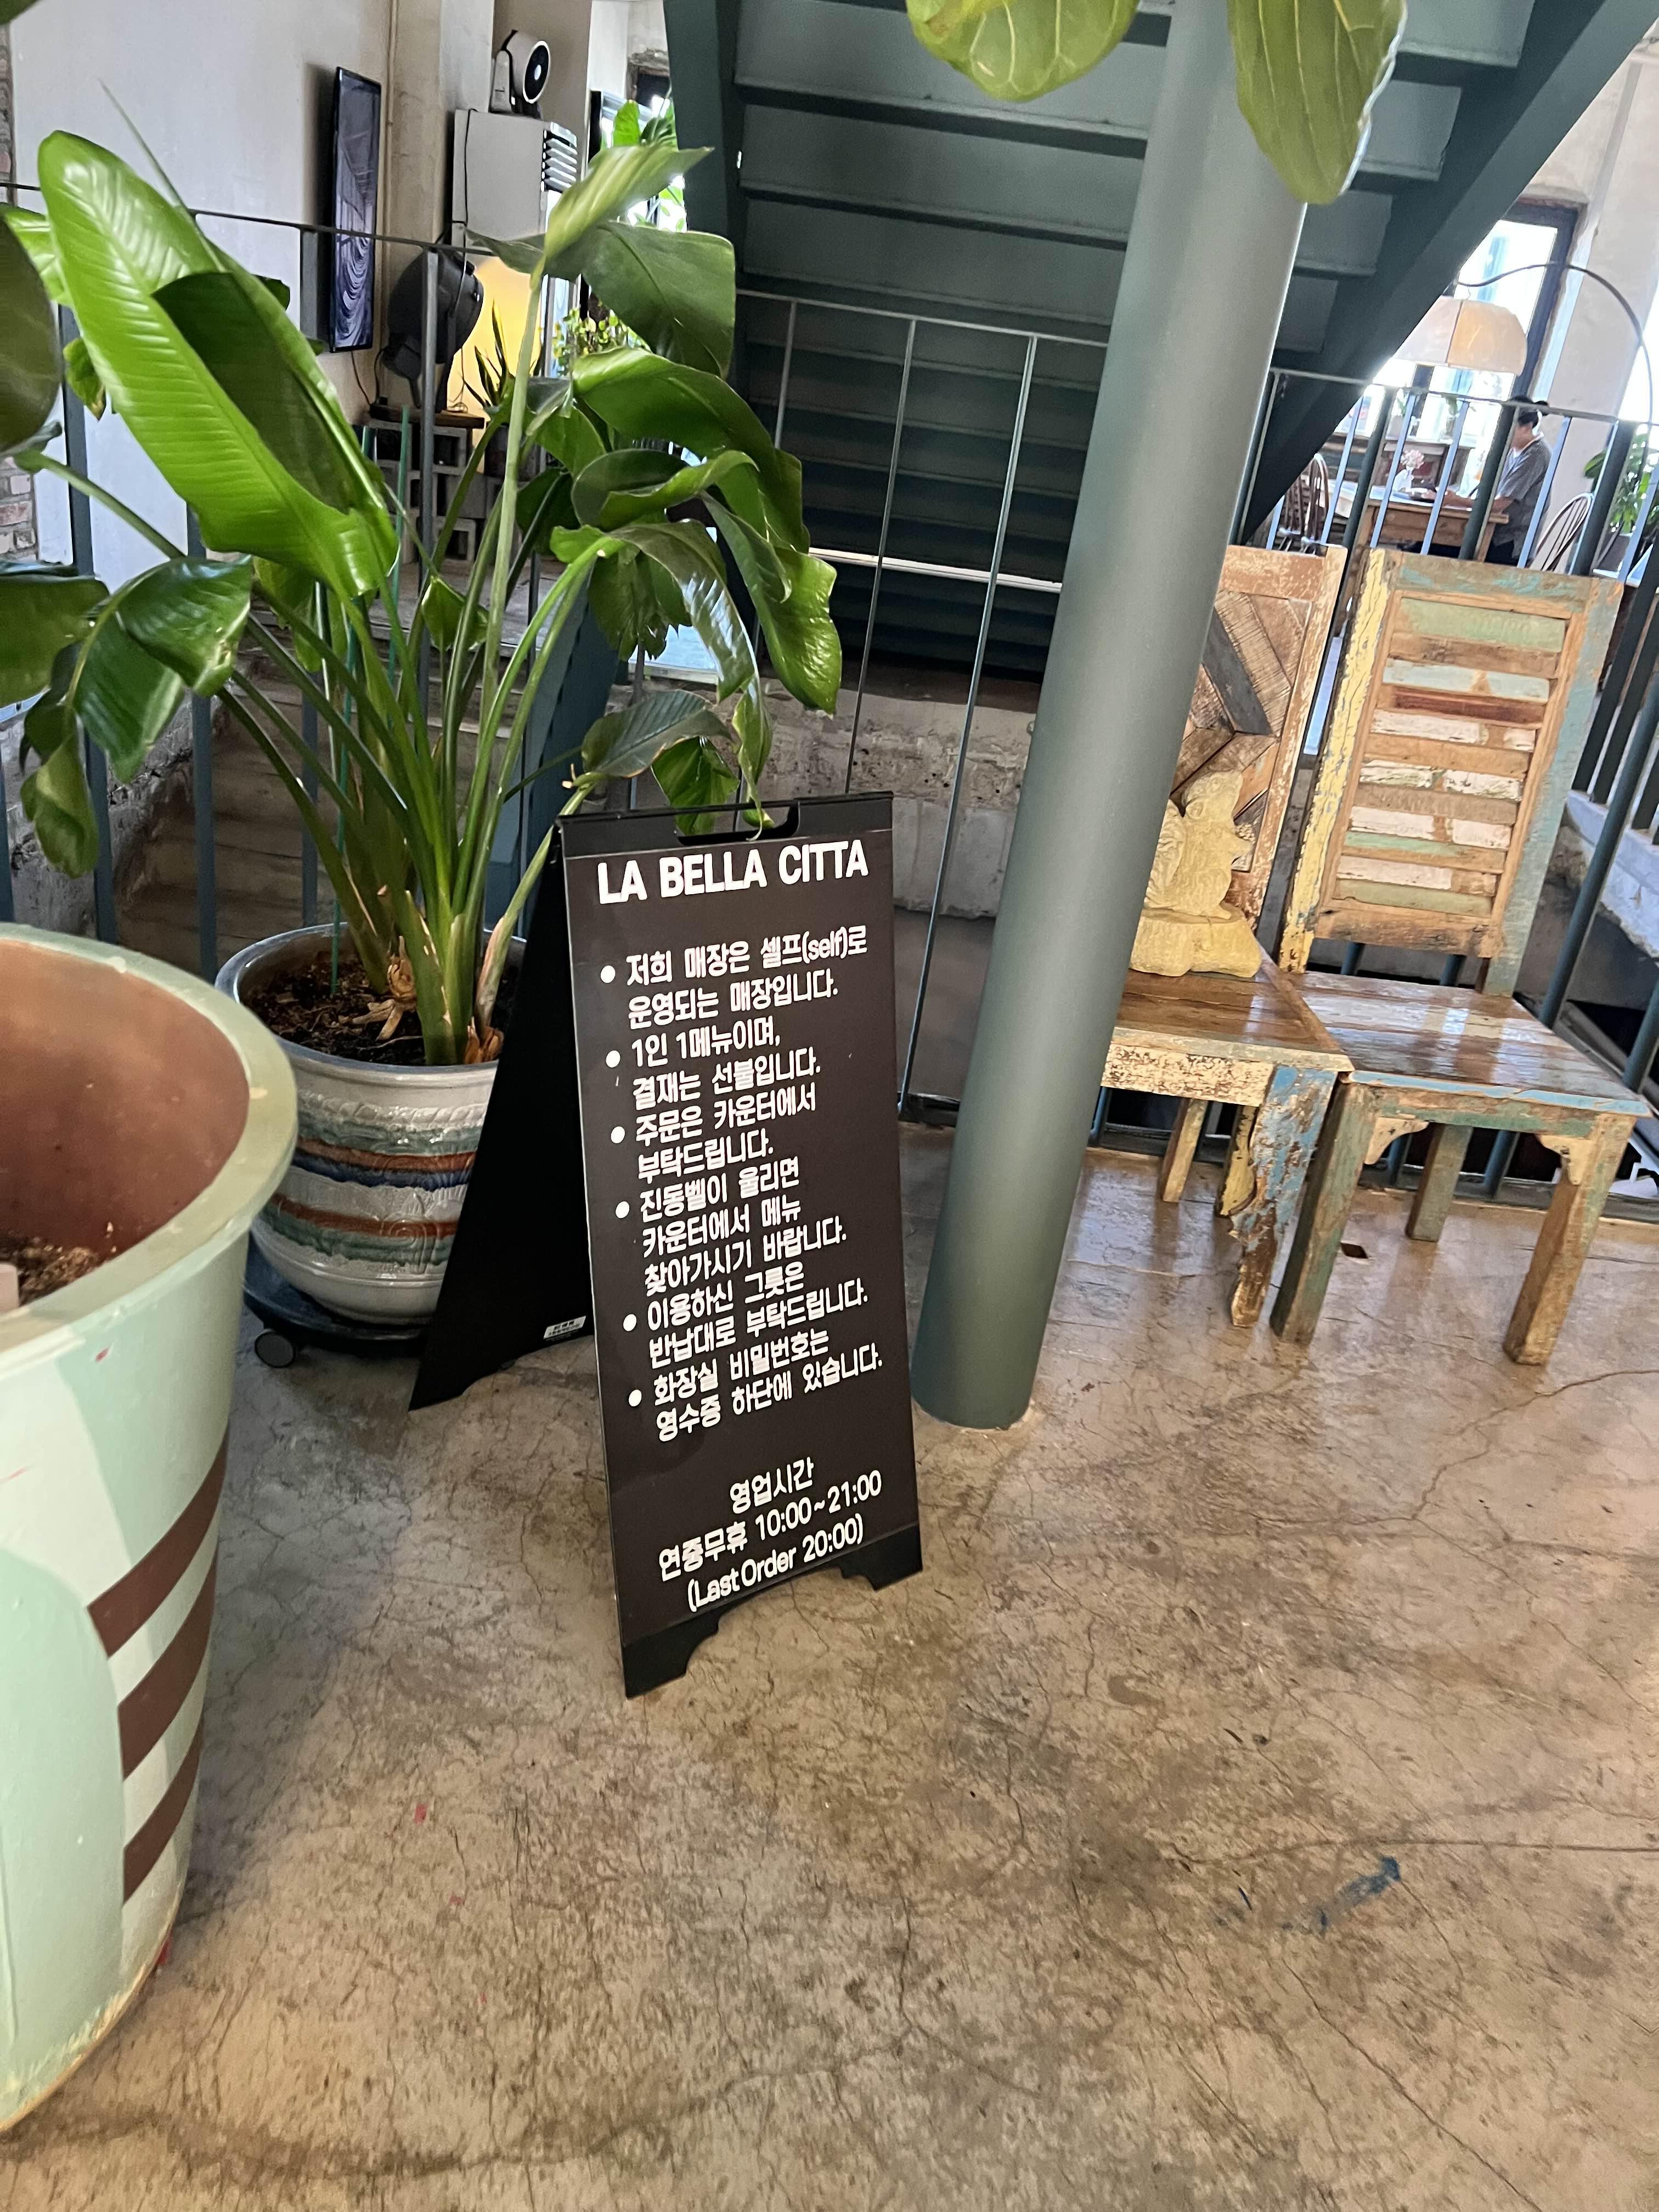 LA BELLA CITTA
• 저희 매장은 셀프(self)로
운영되는 매장입니다.
• 1인 1메뉴이며,
결재는 선불입니다.
• 주문은 카운터에서
부탁드립니다.
• 진동벨이 울리면
카운터에서 메뉴
찾아가시기 바랍니다.
• 이용하신 그릇은
반납대로 부탁드립니다.
• 화장실 비밀번호는
영수증 하단에 있습니다.
영업시간
연중무휴 10:00~21:00
(Last Order 20:00)